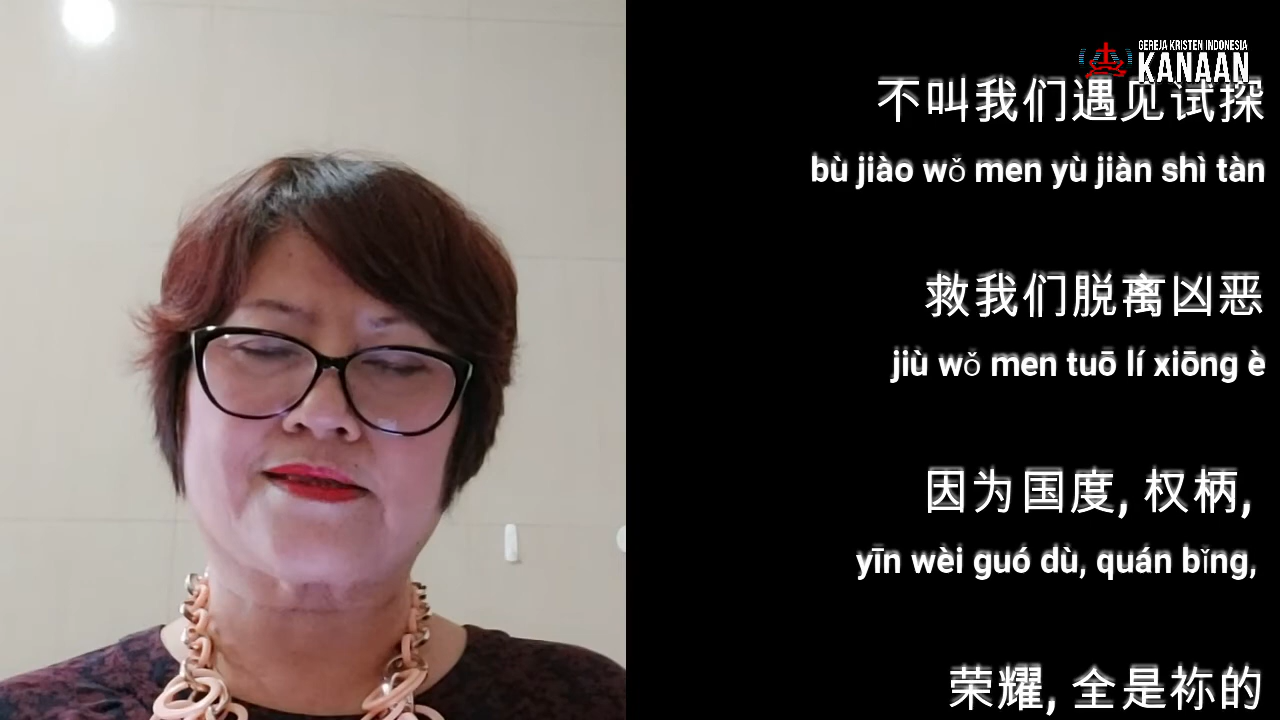 GEREJA KRISTEN INDONESIA
KANAAN
不叫我们遇见试探
bù jiào wǒ men yù jiàn shì tàn
救我们脱离凶恶
jiù wǒ men tuō lí xiōng è
因为国度, 权柄,
yīn wèi guó dù, quán bǐng,
荣耀, 全是祢的